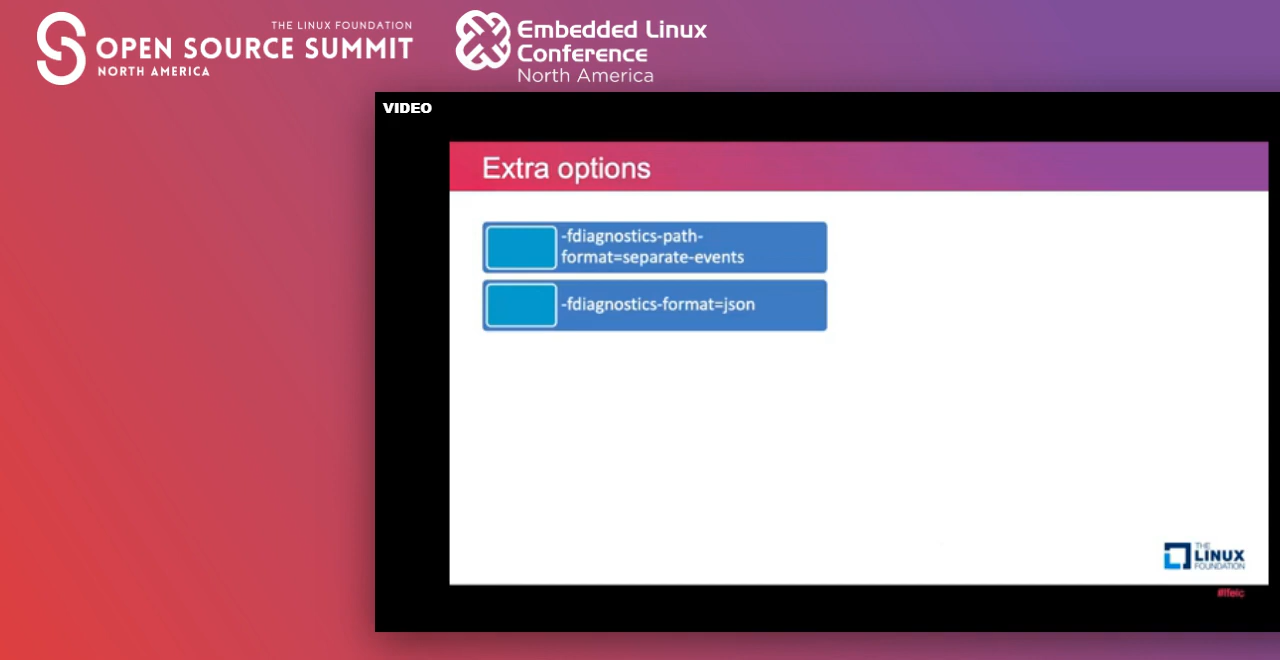 THE LINUX FOUNDATION
OPEN SOURCE SUMMIT
NORTH AMERICA
Embedded Linux
Conference
North America
VIDEO
Extra options
-fdiagnostics-path-
format=separate-events
-fdiagnostics-format=json
THE
LINUX
FOUNDATION
#lfelc